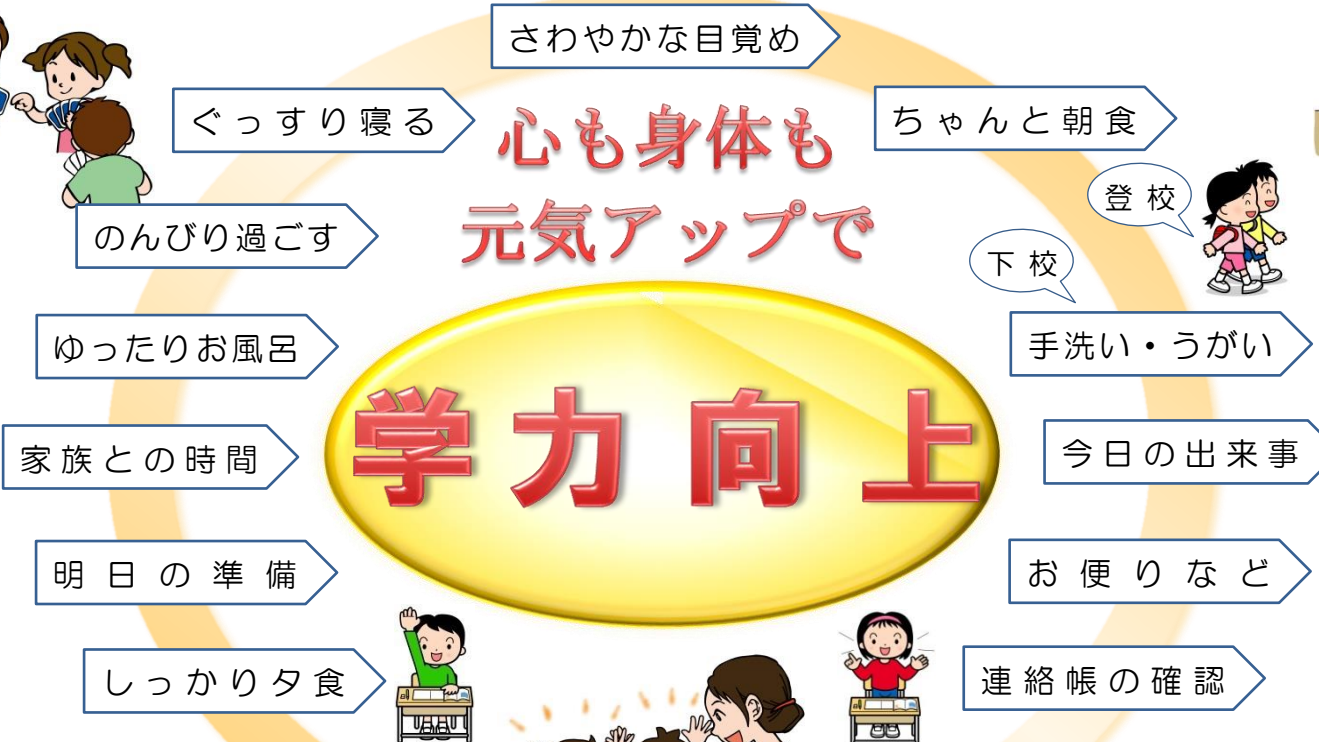 さわやかな目覚め
ぐっすり寝る
心も身体も
ちゃんと朝食
登校
のんびり過ごす
元気アップで
下校
ゆったりお風呂
手洗い・うがい
学力向上
家族との時間
今日の出来事
明日の準備
お便りなど
しっかり夕食
連絡帳の確認